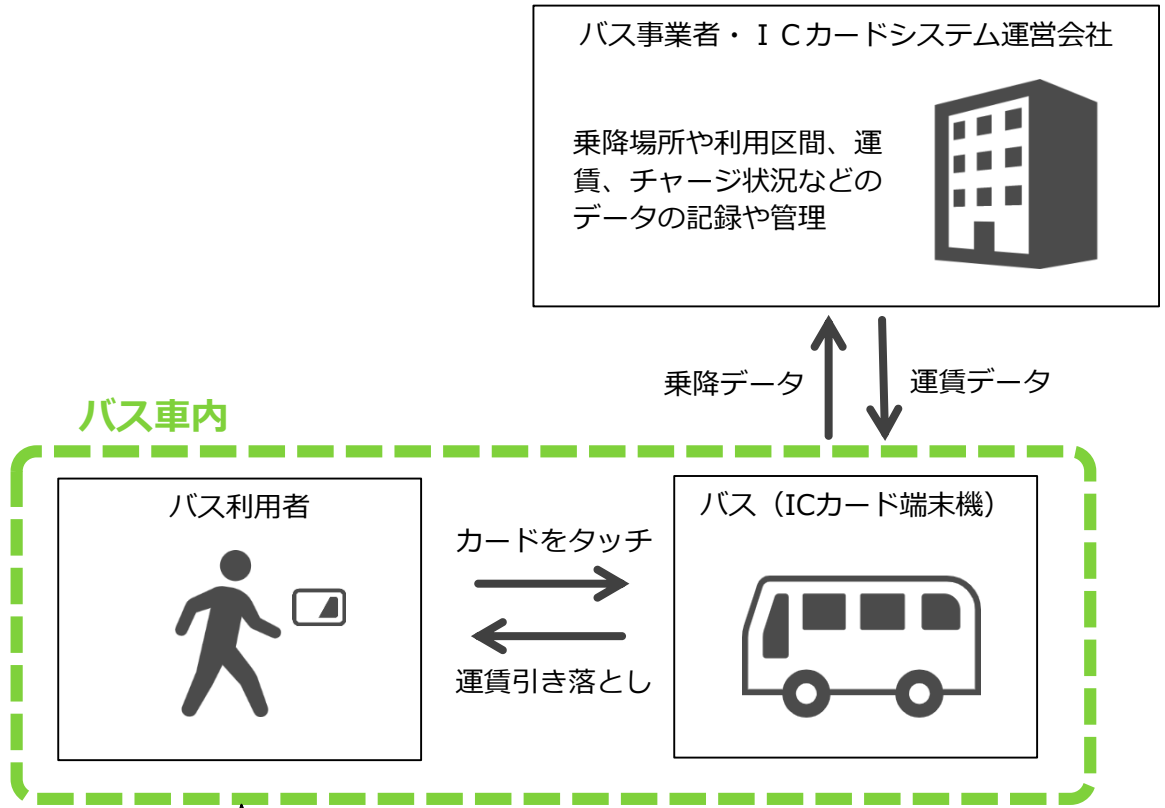 バス事業者・ＩＣカードシステム運営会社
乗降場所や利用区間、運
賃、チャージ状況などの
データの記録や管理
乗降データ
運賃データ
バス車内
バス利用者
カードをタッチ
運賃引き落とし
バス（ICカード端末機）